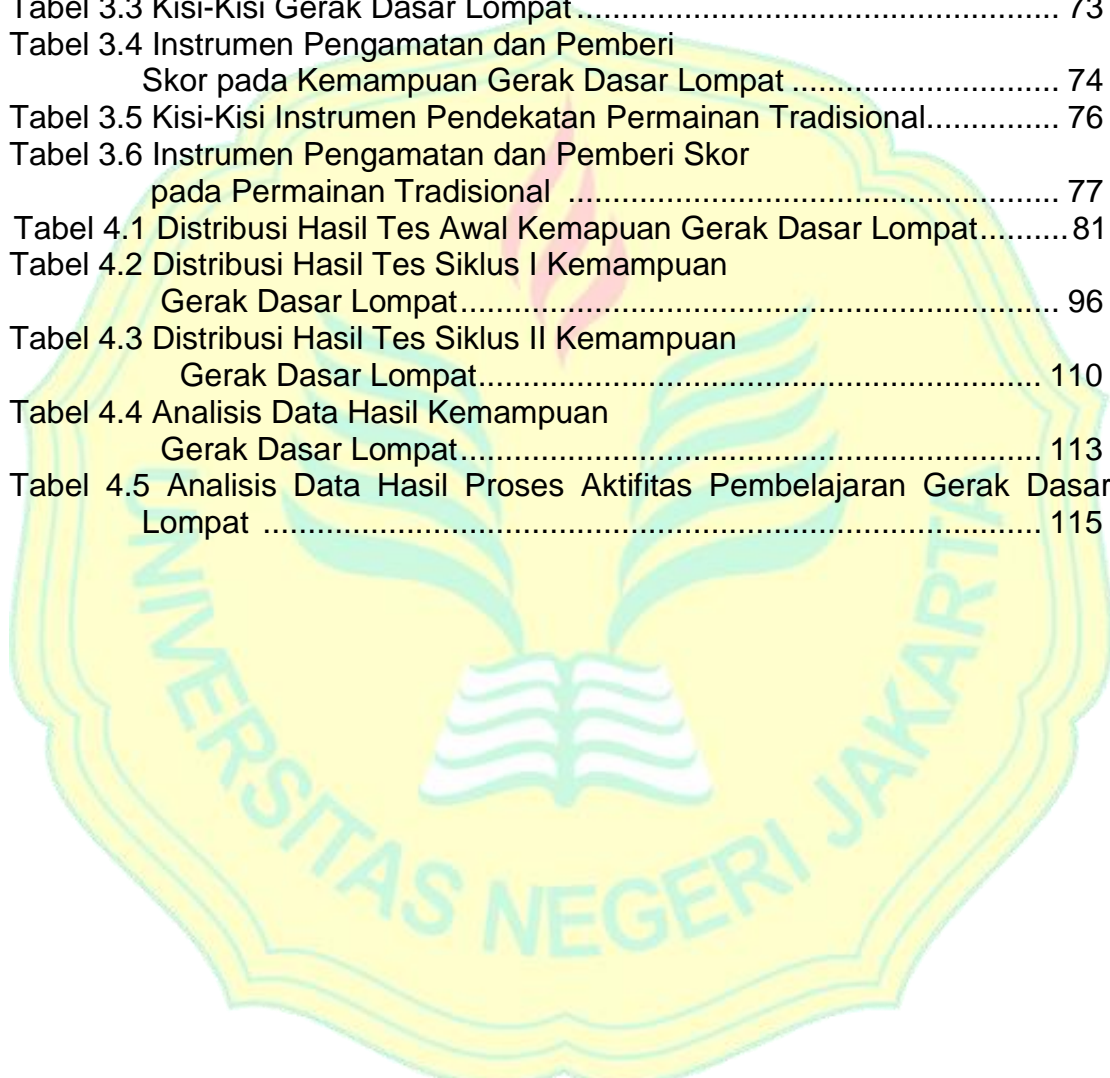 Tabel 3.3 Kisi-Kisi Gerak Dasar Lompat...................................................... 73
Tabel 3.4 Instrumen Pengamatan dan Pemberi
Skor pada Kemampuan Gerak Dasar Lompat .............................. 74
Tabel 3.5 Kisi-Kisi Instrumen Pendekatan Permainan Tradisional............... 76
Tabel 3.6 Instrumen Pengamatan dan Pemberi Skor
pada Permainan Tradisional ....................................................... 77
Tabel 4.1 Distribusi Hasil Tes Awal Kemapuan Gerak Dasar Lompat..........81
Tabel 4.2 Distribusi Hasil Tes Siklus I Kemampuan
Gerak Dasar Lompat................................................................... 96
Tabel 4.3 Distribusi Hasil Tes Siklus II Kemampuan
Gerak Dasar Lompat............................................................... 110
Tabel 4.4 Analisis Data Hasil Kemampuan
Gerak Dasar Lompat................................................................. 113
Tabel 4.5 Analisis Data Hasil Proses Aktifitas Pembelajaran Gerak Dasar
Lompat ....................................................................................... 115
UNIVERSITAS NEGERI JAKARTA